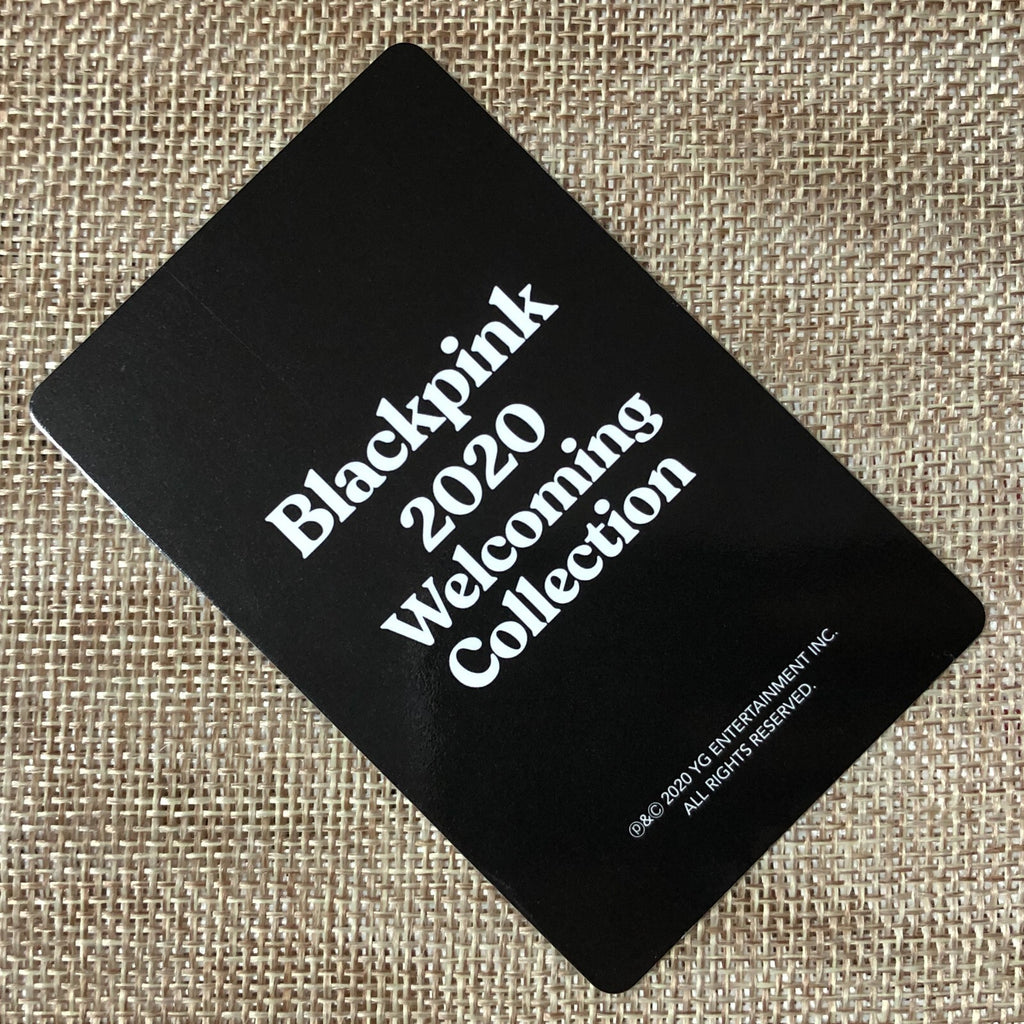 Blackpink
2020
Welcoming
Collection
Ⓟ&© 2020 YG ENTERTAINMENT INC.
ALL RIGHTS RESERVED.